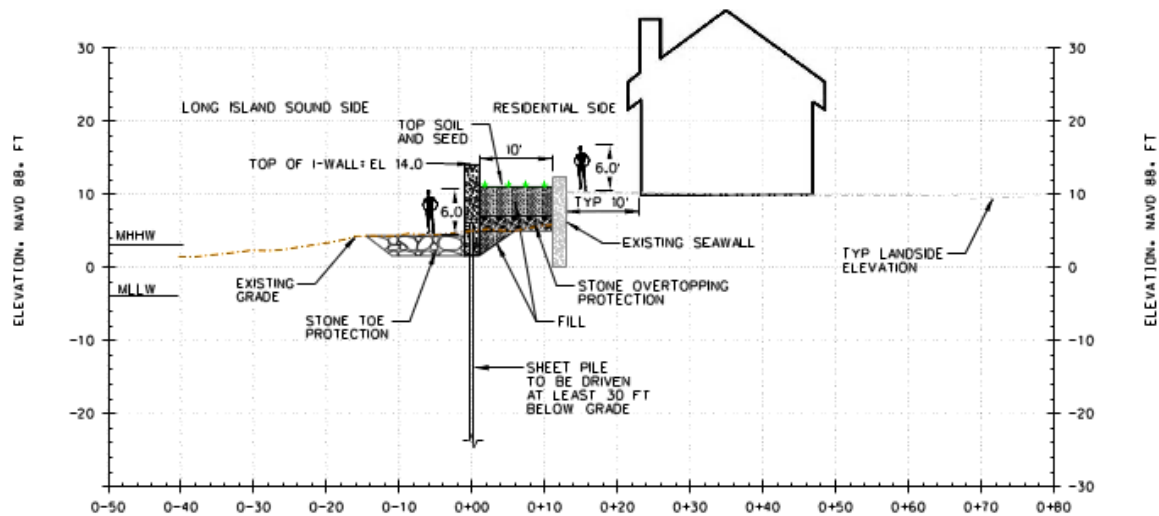 LONG ISLAND SOUND SIDE
RESIDENTIAL SIDE
TOP SOIL
AND SEED
10'
TOP OF I-WALL: EL 14.0
6.0'
6.0
TYP 10'
MHHW
EXISTING SEAWALL
TYP LANDSIDE
ELEVATION
MLLW
EXISTING
GRADE
STONE OVERTOPPING
PROTECTION
STONE TOE
PROTECTION
FILL
SHEET PILE
TO BE DRIVEN
AT LEAST 30 FT
BELOW GRADE
ELEVATION. NAVD 88. FT
30
20
10
0
-10
-20
-30
30
20
10
0
-10
-20
-30
ELEVATION. NAVD 88. FT
0-50 0-40 0-30 0-20 0-10 0+00 0+10 0+20 0+30 0+40 0+50 0+60 0+70 0+80